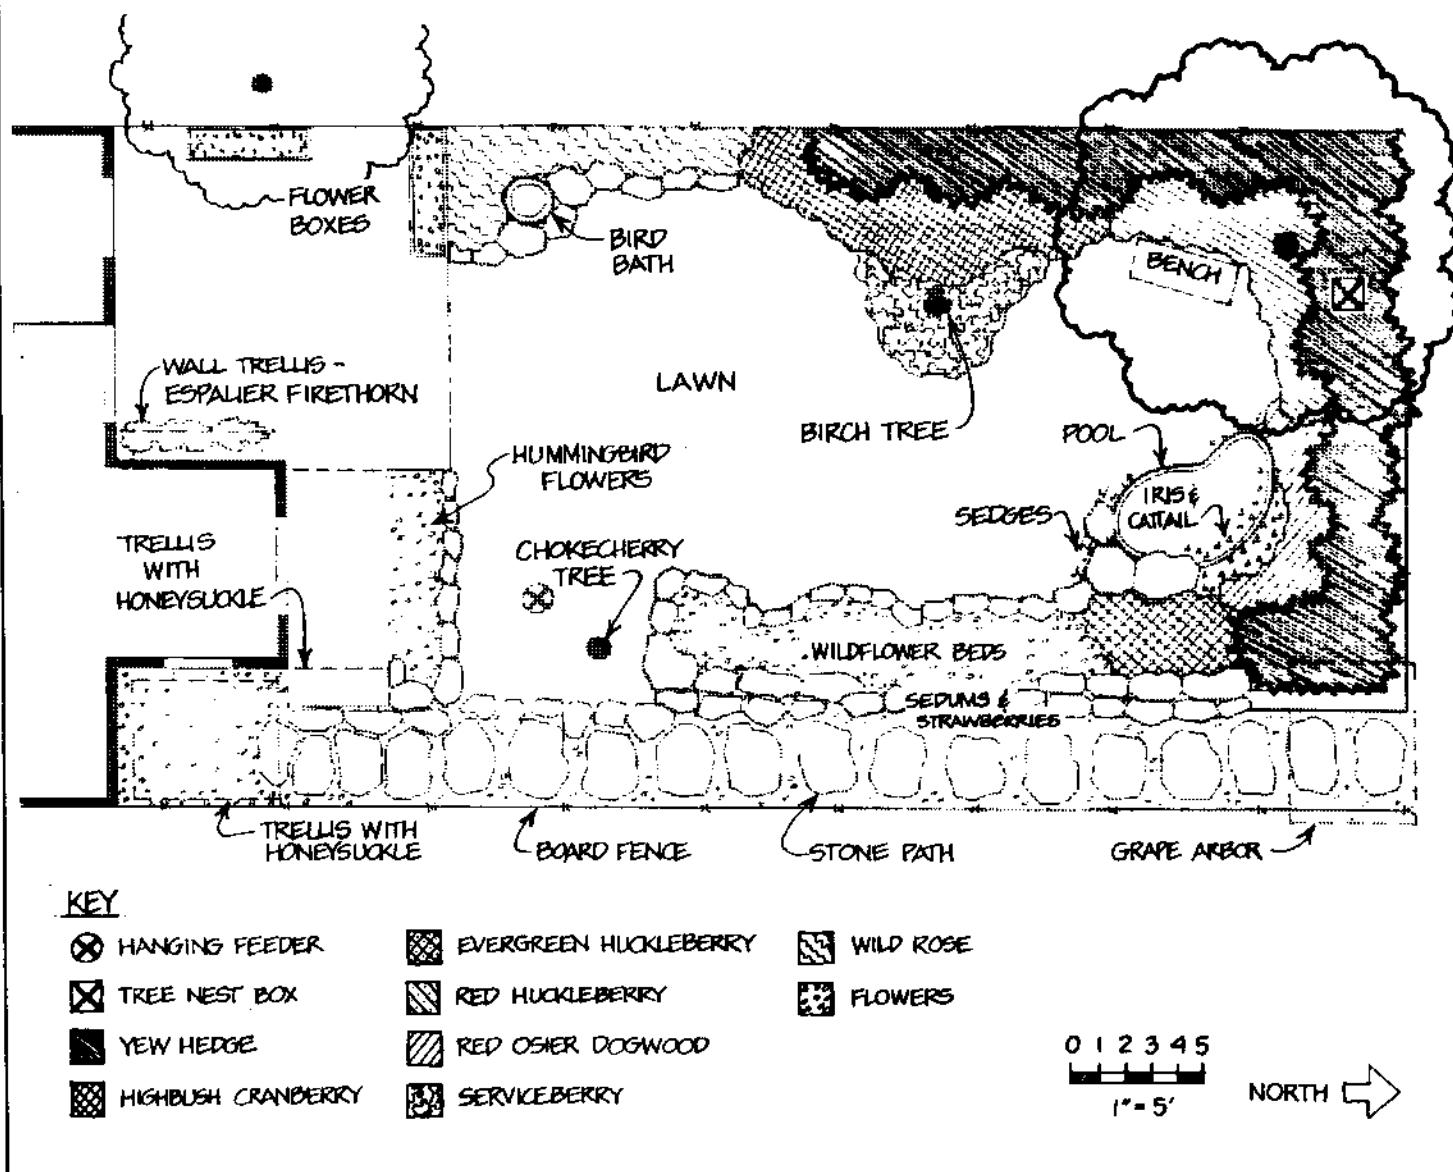 FLOWER
BOXES
BIRD
BATH
BENCH
WALL TRELLIS -
ESPALIER FIRETHORN
LAWN
BIRCH TREE
POOL
HUMMINGBIRD
FLOWERS
IRIS &
CATTAIL
SEDGES
TRELLIS
WITH
HONEYSUCKLE
CHOKECHERRY
TREE
WILDFLOWER BEDS
SEDUMS &
STRAWBERRIES
TRELLIS WITH
HONEYSUCKLE
BOARD FENCE
STONE PATH
GRAPE ARBOR
KEY
HANGING FEEDER
TREE NEST BOX
YEW HEDGE
HIGHBUSH CRANBERRY
EVERGREEN HUCKLEBERRY
RED HUCKLEBERRY
RED OSIER DOGWOOD
SERVICEBERRY
WILD ROSE
FLOWERS
0 1 2 3 4 5
1" = 5'
NORTH